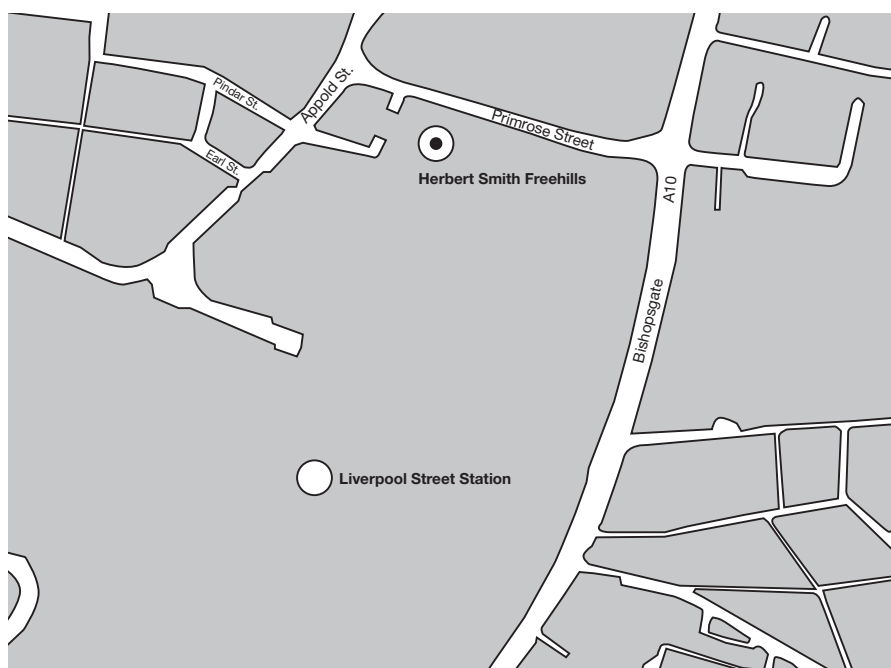 Pindar St.
Appold St.
Primrose Street
Earl St.
Herbert Smith Freehills
A10
Bishopsgate
Liverpool Street Station